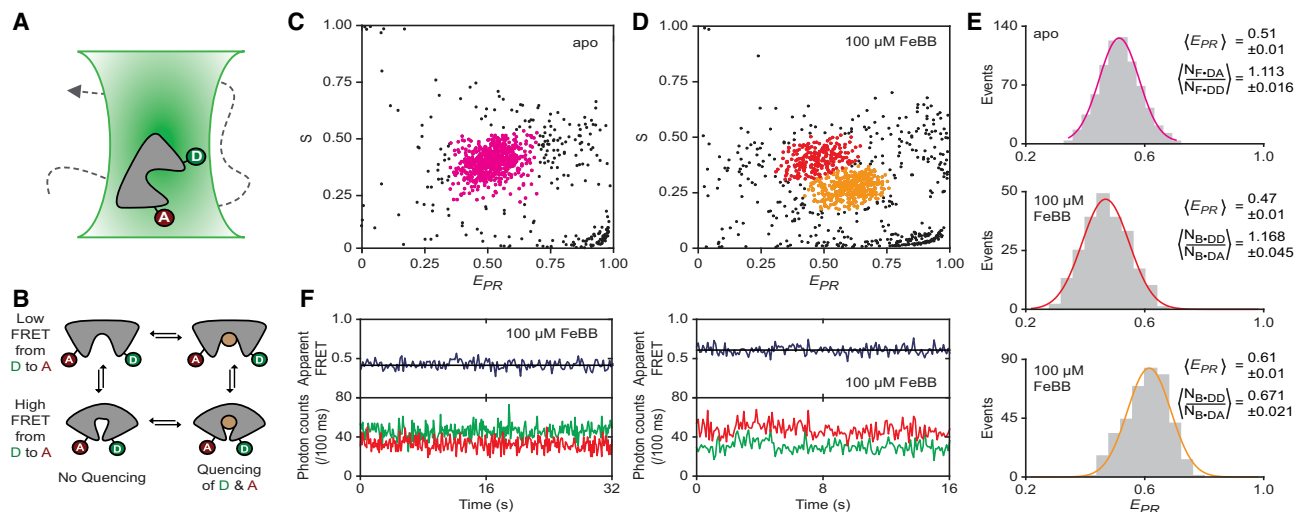 A
D
A
B
Low
FRET
from
D to A
A
D
A
D
High
FRET
from
D to A
A
D
A
D
No Quencing
Quencing
of D & A
C
apo
S
1.00
0.75
0.50
0.25
0
0
0.25
0.50
0.75
1.00
EPR
D
100 µM FeBB
S
1.00
0.75
0.50
0.25
0
0
0.25
0.50
0.75
1.00
EPR
E
apo
Events
140
70
0
0.2
0.6
1.0
⟨EPR⟩ = 0.51
±0.01
⟨NF•DA/NF•DD⟩ = 1.113
±0.016
100 µM
FeBB
Events
50
25
0
0.2
0.6
1.0
⟨EPR⟩ = 0.47
±0.01
⟨NB•DD/NB•DA⟩ = 1.168
±0.045
100 µM
FeBB
Events
90
45
0
0.2
0.6
1.0
EPR
⟨EPR⟩ = 0.61
±0.01
⟨NB•DD/NB•DA⟩ = 0.671
±0.021
F
100 µM FeBB
Apparent
FRET
1.0
0.5
Photon counts
(/100 ms)
80
40
0
0
16
32
Time (s)
100 µM FeBB
Apparent
FRET
1.0
0.5
Photon counts
(/100 ms)
80
40
0
0
8
16
Time (s)